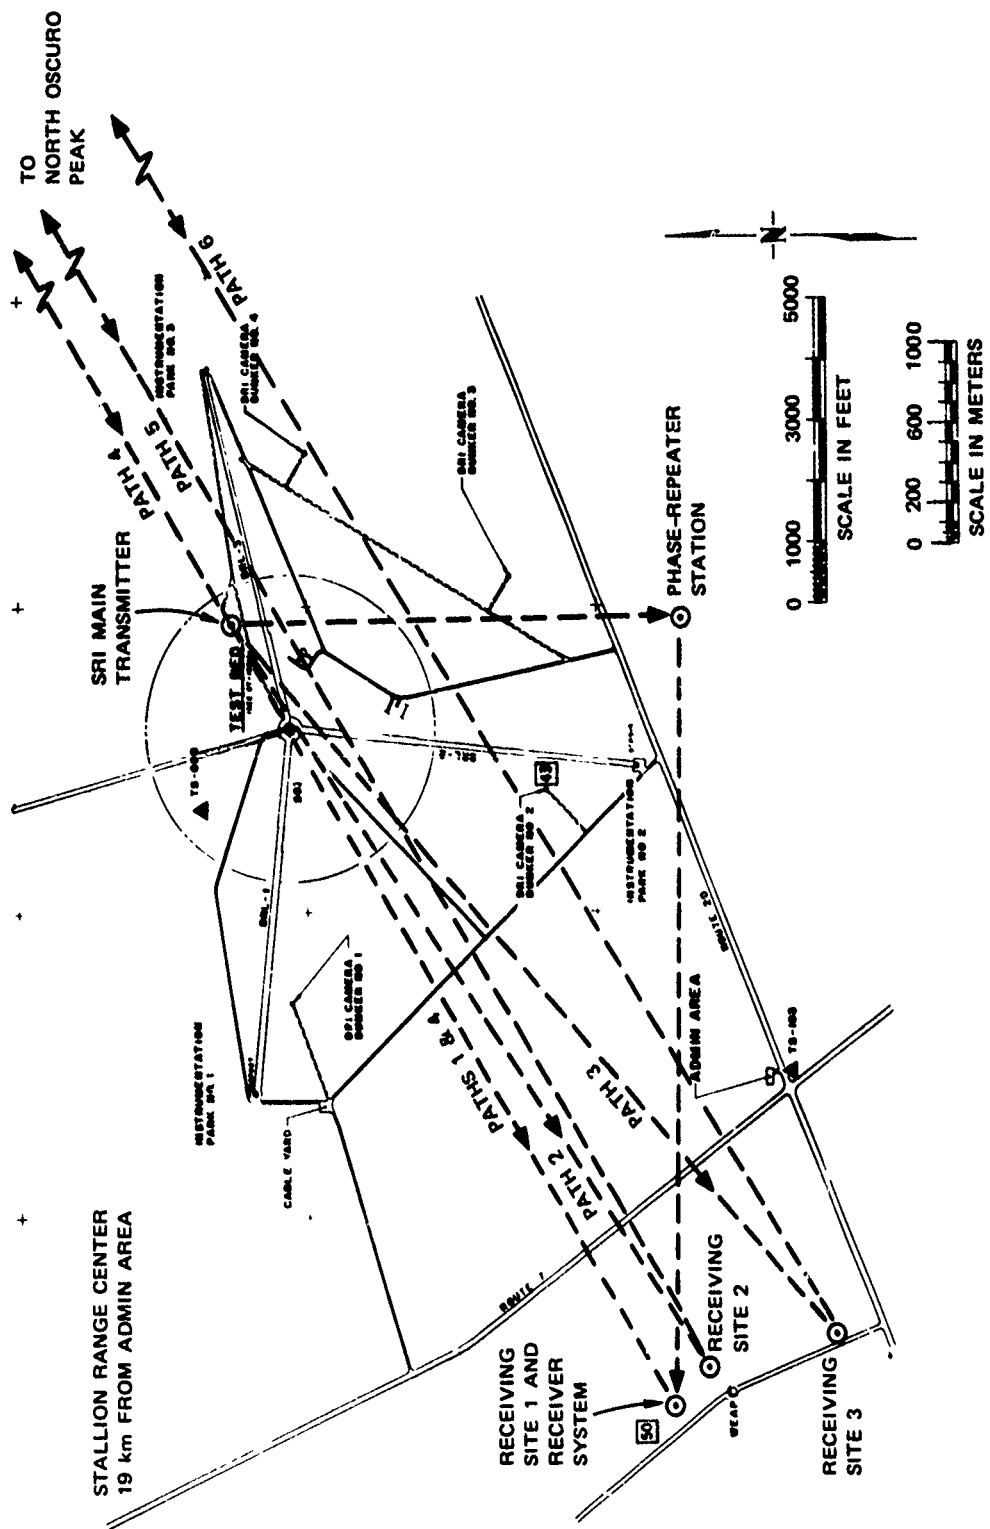 STALLION RANGE CENTER
19 km FROM ADMIN AREA
TO
NORTH OSCURO
PEAK
SRI MAIN
TRANSMITTER
PATH 4
PATH 5
PATH 6
INSTRUMENTATION
PARK NO. 3
SRI CAMERA
BUNKER NO. 4
TEST BED
SRI CAMERA
BUNKER NO. 3
PHASE-REPEATER
STATION
INSTRUMENTATION
PARK NO. 1
CABLE YARD
SRI CAMERA
BUNKER NO 1
SRI CAMERA
BUNKER NO 2
43
INSTRUMENTATION
PARK NO 2
PATHS 1 & 4
PATH 2
PATH 3
ADMIN AREA
TS-103
ROUTE 20
ROUTE 7
RECEIVING
SITE 1 AND
RECEIVER
SYSTEM
50
RECEIVING
SITE 2
WEAP
RECEIVING
SITE 3
N
0 1000 3000 5000
SCALE IN FEET
0 200 600 1000
SCALE IN METERS